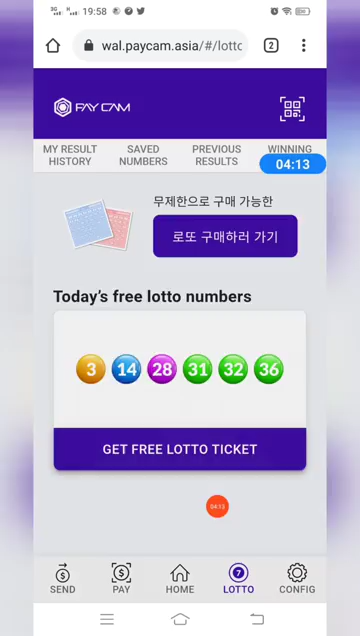 3G H 19:58
wal.paycam.asia/#/lotto
2
PAY CAM
MY RESULT HISTORY
SAVED NUMBERS
PREVIOUS RESULTS
WINNING
04:13
무제한으로 구매 가능한
로또 구매하러 가기
Today's free lotto numbers
3 14 28 31 32 36
GET FREE LOTTO TICKET
04:13
SEND PAY HOME LOTTO CONFIG